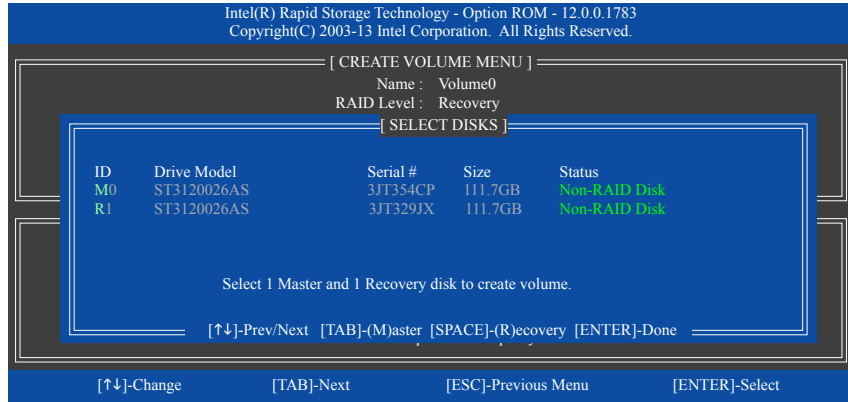 Intel(R) Rapid Storage Technology - Option ROM - 12.0.0.1783
Copyright(C) 2003-13 Intel Corporation. All Rights Reserved.
[ CREATE VOLUME MENU ]
Name : Volume0
RAID Level : Recovery
[ SELECT DISKS ]
ID Drive Model Serial # Size Status
M0 ST3120026AS 3JT354CP 111.7GB Non-RAID Disk
R1 ST3120026AS 3JT329JX 111.7GB Non-RAID Disk
Select 1 Master and 1 Recovery disk to create volume.
[↑↓]-Prev/Next [TAB]-(M)aster [SPACE]-(R)ecovery [ENTER]-Done
[↑↓]-Change [TAB]-Next [ESC]-Previous Menu [ENTER]-Select